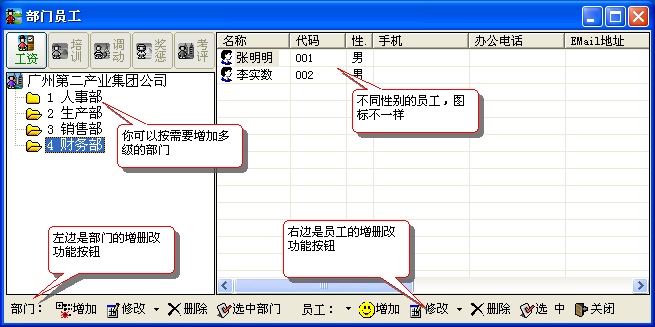 部门员工
工资
培训
调动
奖惩
考评
名称 代码 性. 手机 办公电话 EMail地址
张明明 001 男
李实数 002 男
广州第二产业集团公司
1 人事部
2 生产部
3 销售部
4 财务部
不同性别的员工，图
标不一样
你可以按需要增加多
级的部门
左边是部门的增删改
功能按钮
右边是员工的增删改
功能按钮
部门： 增加 修改 删除 选中部门 员工： 增加 修改 删除 选 中 关闭